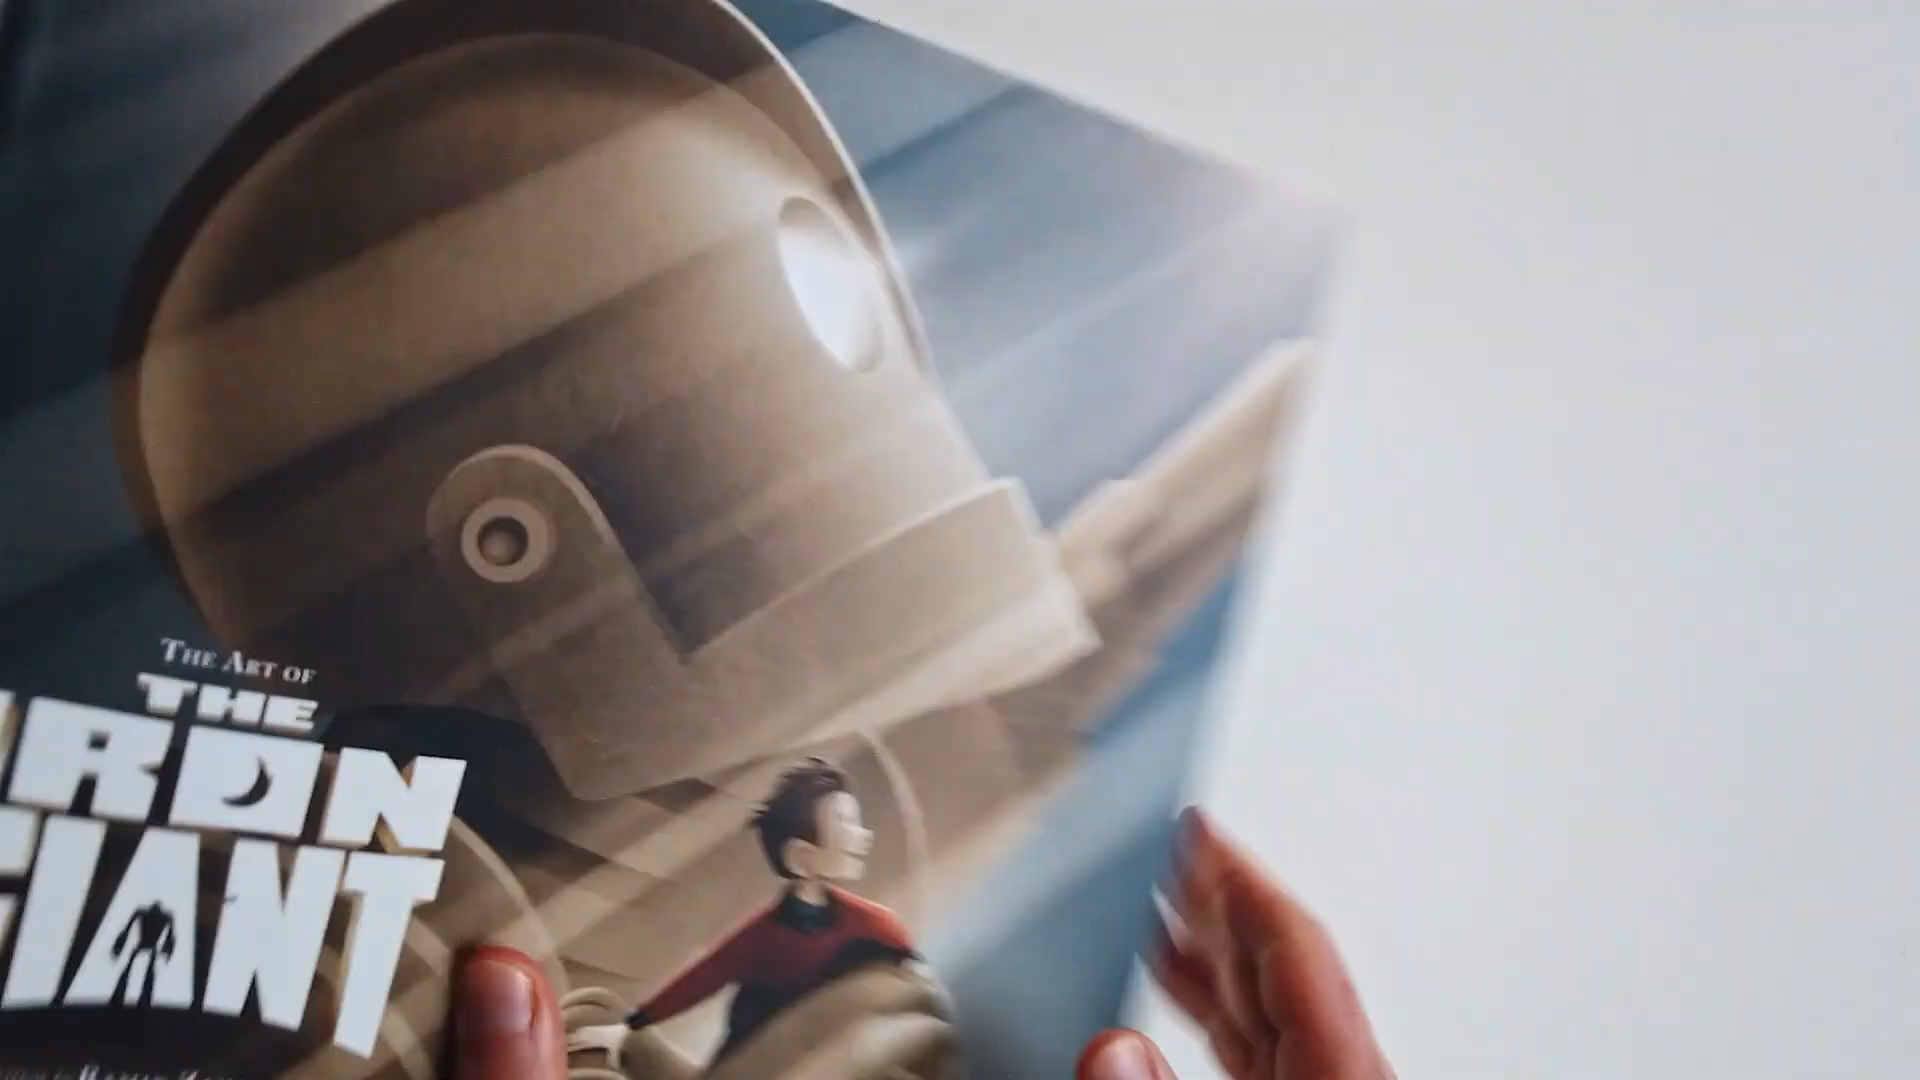 THE ART OF
THE
IRON
GIANT